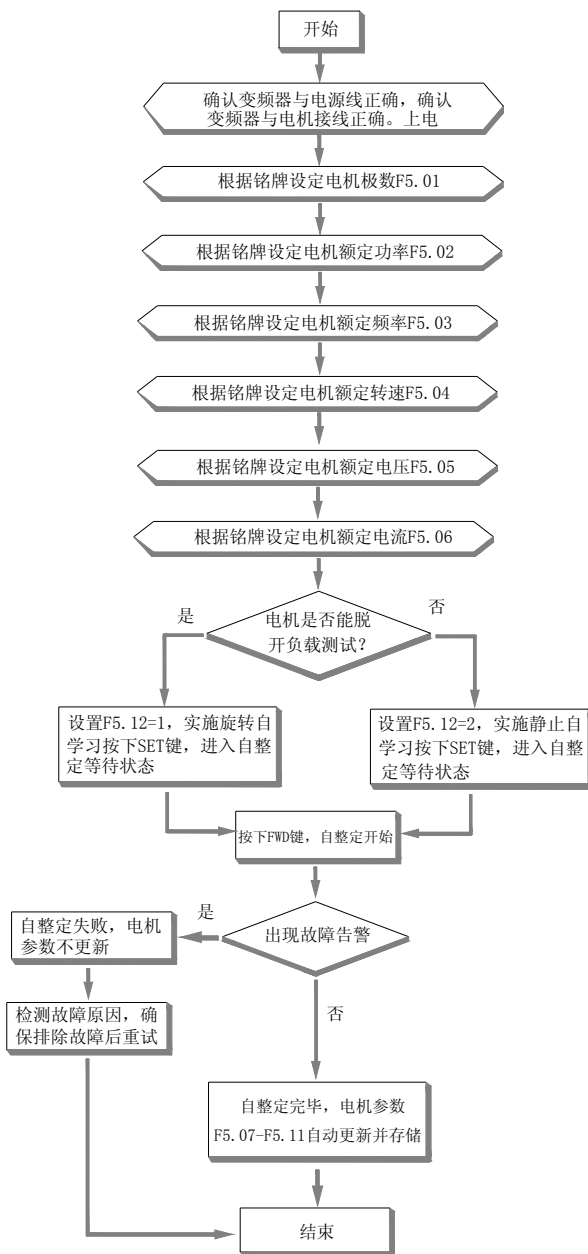 开始
确认变频器与电源线正确，确认
变频器与电机接线正确。上电
根据铭牌设定电机极数F5.01
根据铭牌设定电机额定功率F5.02
根据铭牌设定电机额定频率F5.03
根据铭牌设定电机额定转速F5.04
根据铭牌设定电机额定电压F5.05
根据铭牌设定电机额定电流F5.06
电机是否能脱
开负载测试？
是
否
设置F5.12=1，实施旋转自
学习按下SET键，进入自整
定等待状态
设置F5.12=2，实施静止自
学习按下SET键，进入自整
定等待状态
按下FWD键，自整定开始
出现故障告警
是
自整定失败，电机
参数不更新
检测故障原因，确
保排除故障后重试
否
自整定完毕，电机参数
F5.07-F5.11自动更新并存储
结束